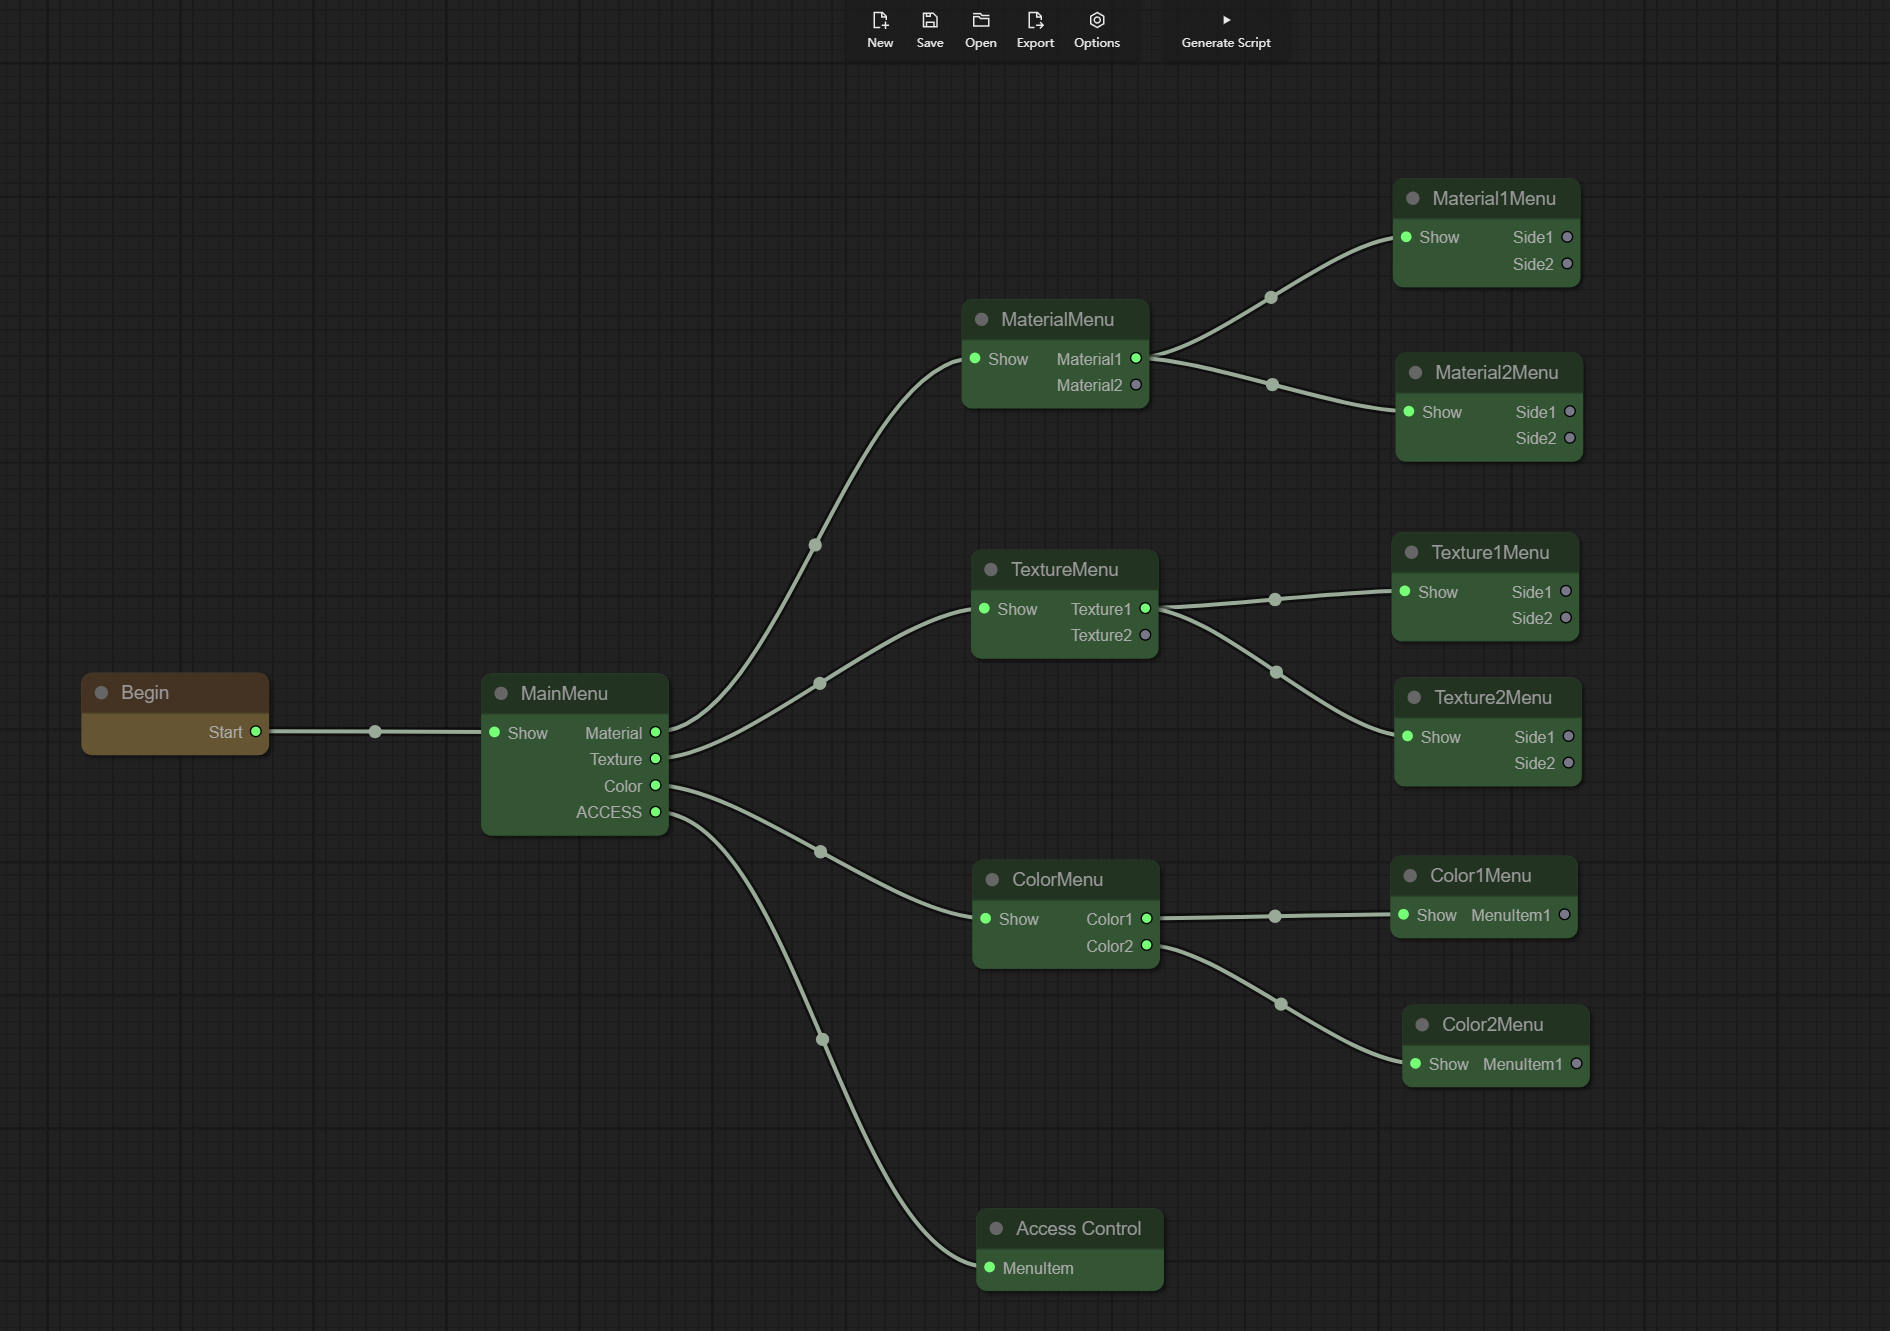 New Save Open Export Options Generate Script
Material1Menu
Show Side1
Side2
MaterialMenu
Show Material1
Material2
Material2Menu
Show Side1
Side2
Texture1Menu
Show Side1
Side2
TextureMenu
Show Texture1
Texture2
Texture2Menu
Show Side1
Side2
Begin
Start
MainMenu
Show Material
Texture
Color
ACCESS
ColorMenu
Show Color1
Color2
Color1Menu
Show MenuItem1
Color2Menu
Show MenuItem1
Access Control
MenuItem